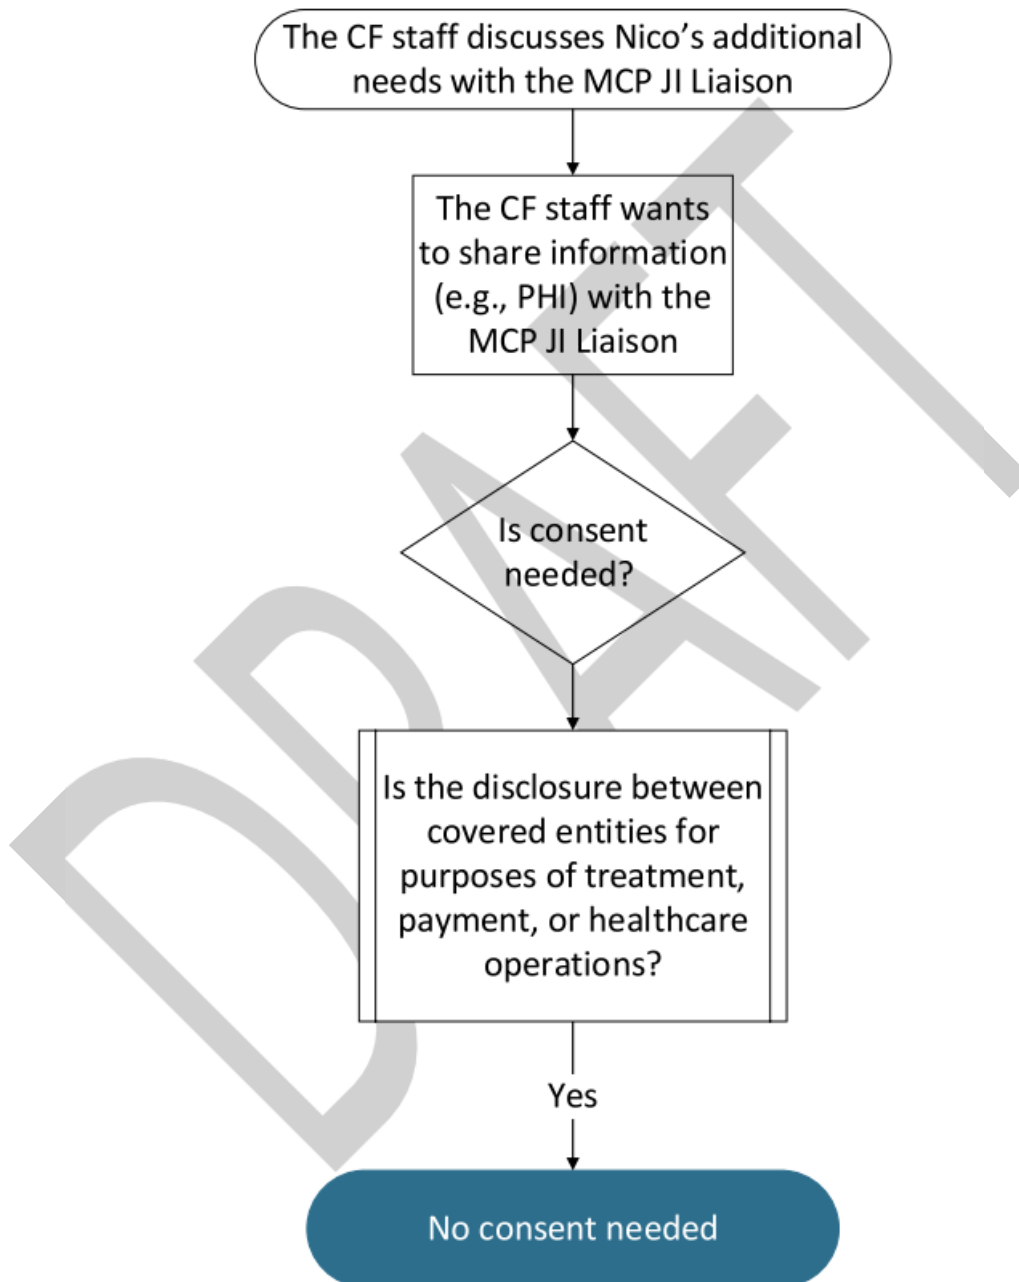 The CF staff discusses Nico’s additional
needs with the MCP JI Liaison
The CF staff wants
to share information
(e.g., PHI) with the
MCP JI Liaison
Is consent
needed?
Is the disclosure between
covered entities for
purposes of treatment,
payment, or healthcare
operations?
Yes
No consent needed
DRAFT